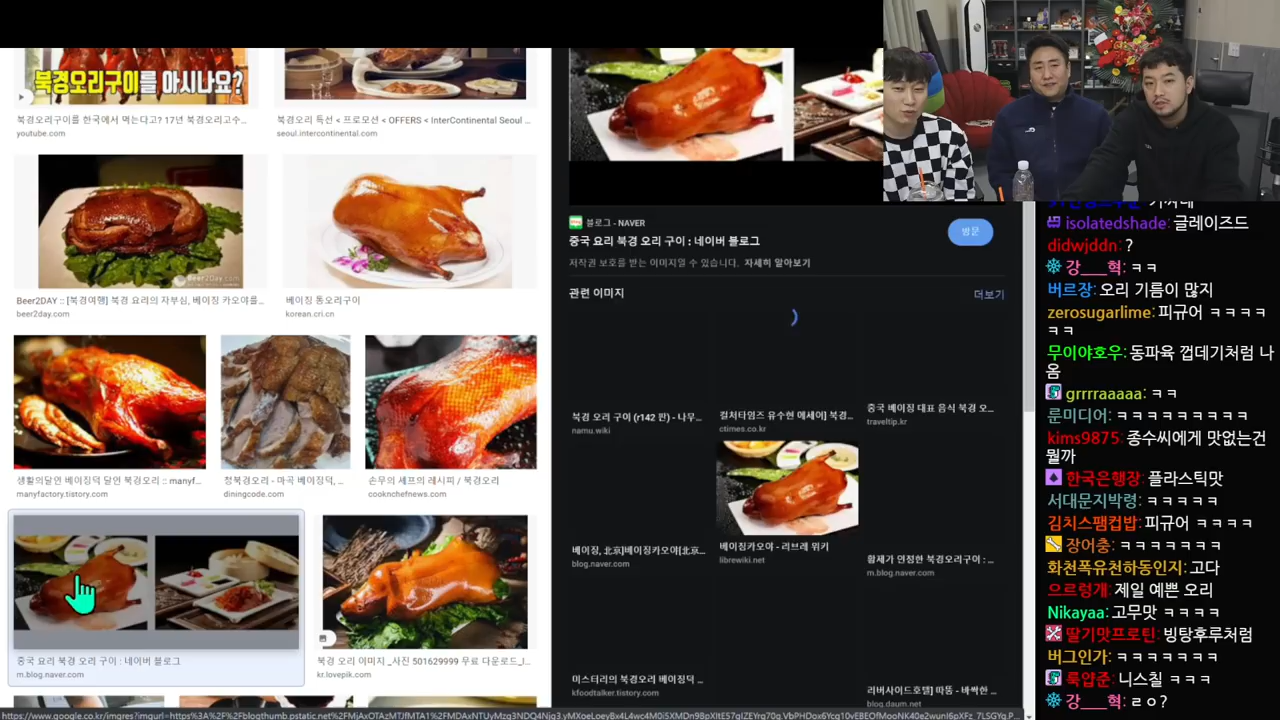 북경오리구이를 아시나요?
북경오리구이를 한국에서 먹는다고? 17년 북경오리고수...
youtube.com
북경오리 특선 < 프로모션 < OFFERS < InterContinental Seoul ...
seoul.intercontinental.com
Beer2DAY.com
Beer2DAY :: [북경여행] 북경 요리의 자부심, 베이징 카오야를...
beer2day.com
베이징 통오리구이
korean.cri.cn
생활의달인 베이징덕 달인 북경오리 :: manyf...
manyfactory.tistory.com
청북경오리 - 마곡 베이징덕, ...
diningcode.com
손무의 셰프의 레시피 / 북경오리
cooknchefnews.com
중국 요리 북경 오리 구이 : 네이버 블로그
m.blog.naver.com
북경 오리 이미지 _사진 501629999 무료 다운로드_l...
kr.lovepik.com
블로그 - NAVER
중국 요리 북경 오리 구이 : 네이버 블로그
방문
저작권 보호를 받는 이미지일 수 있습니다. 자세히 알아보기
관련 이미지
더보기
북경 오리 구이 (r142 판) - 나무...
namu.wiki
컬처타임즈 유수현 에세이] 북경...
ctimes.co.kr
중국 베이징 대표 음식 북경 오...
traveltip.kr
베이징, 北京]베이징카오야[北京...
blog.naver.com
베이징카오야 - 리브레 위키
librewiki.net
황제가 인정한 북경오리구이 : ...
m.blog.naver.com
미스터리의 북경오리 베이징덕 ...
kfoodtalker.tistory.com
리버사이드호텔] 따뚱 - 바싹한 ...
blog.daum.net
isolatedshade: 글레이즈드
didwjddn: ?
강___혁: ㅋㅋ
버르장: 오리 기름이 많지
zerosugarlime: 피규어 ㅋㅋㅋㅋ
ㅋㅋ
무이야호우: 동파육 껍데기처럼 나
옴
grrrraaaaa: ㅋㅋ
룬미디어: ㅋㅋㅋㅋㅋㅋㅋㅋㅋ
kims9875: 종수씨에게 맛없는건
뭘까
한국은행장: 플라스틱맛
서대문지박령: ㅋㅋㅋㅋㅋ
김치스팸컵밥: 피규어 ㅋㅋㅋㅋ
장어충: ㅋㅋㅋㅋㅋㅋㅋ
화천폭유천하동인지: 고다
으르렁개: 제일 예쁜 오리
Nikayaa: 고무맛 ㅋㅋㅋㅋ
딸기맛프로틴: 빙탕후루처럼
버그인가: ㅋㅋㅋㅋㅋㅋㅋ
룩얍준: 니스칠 ㅋㅋㅋ
강___혁: ㄹㅇ?